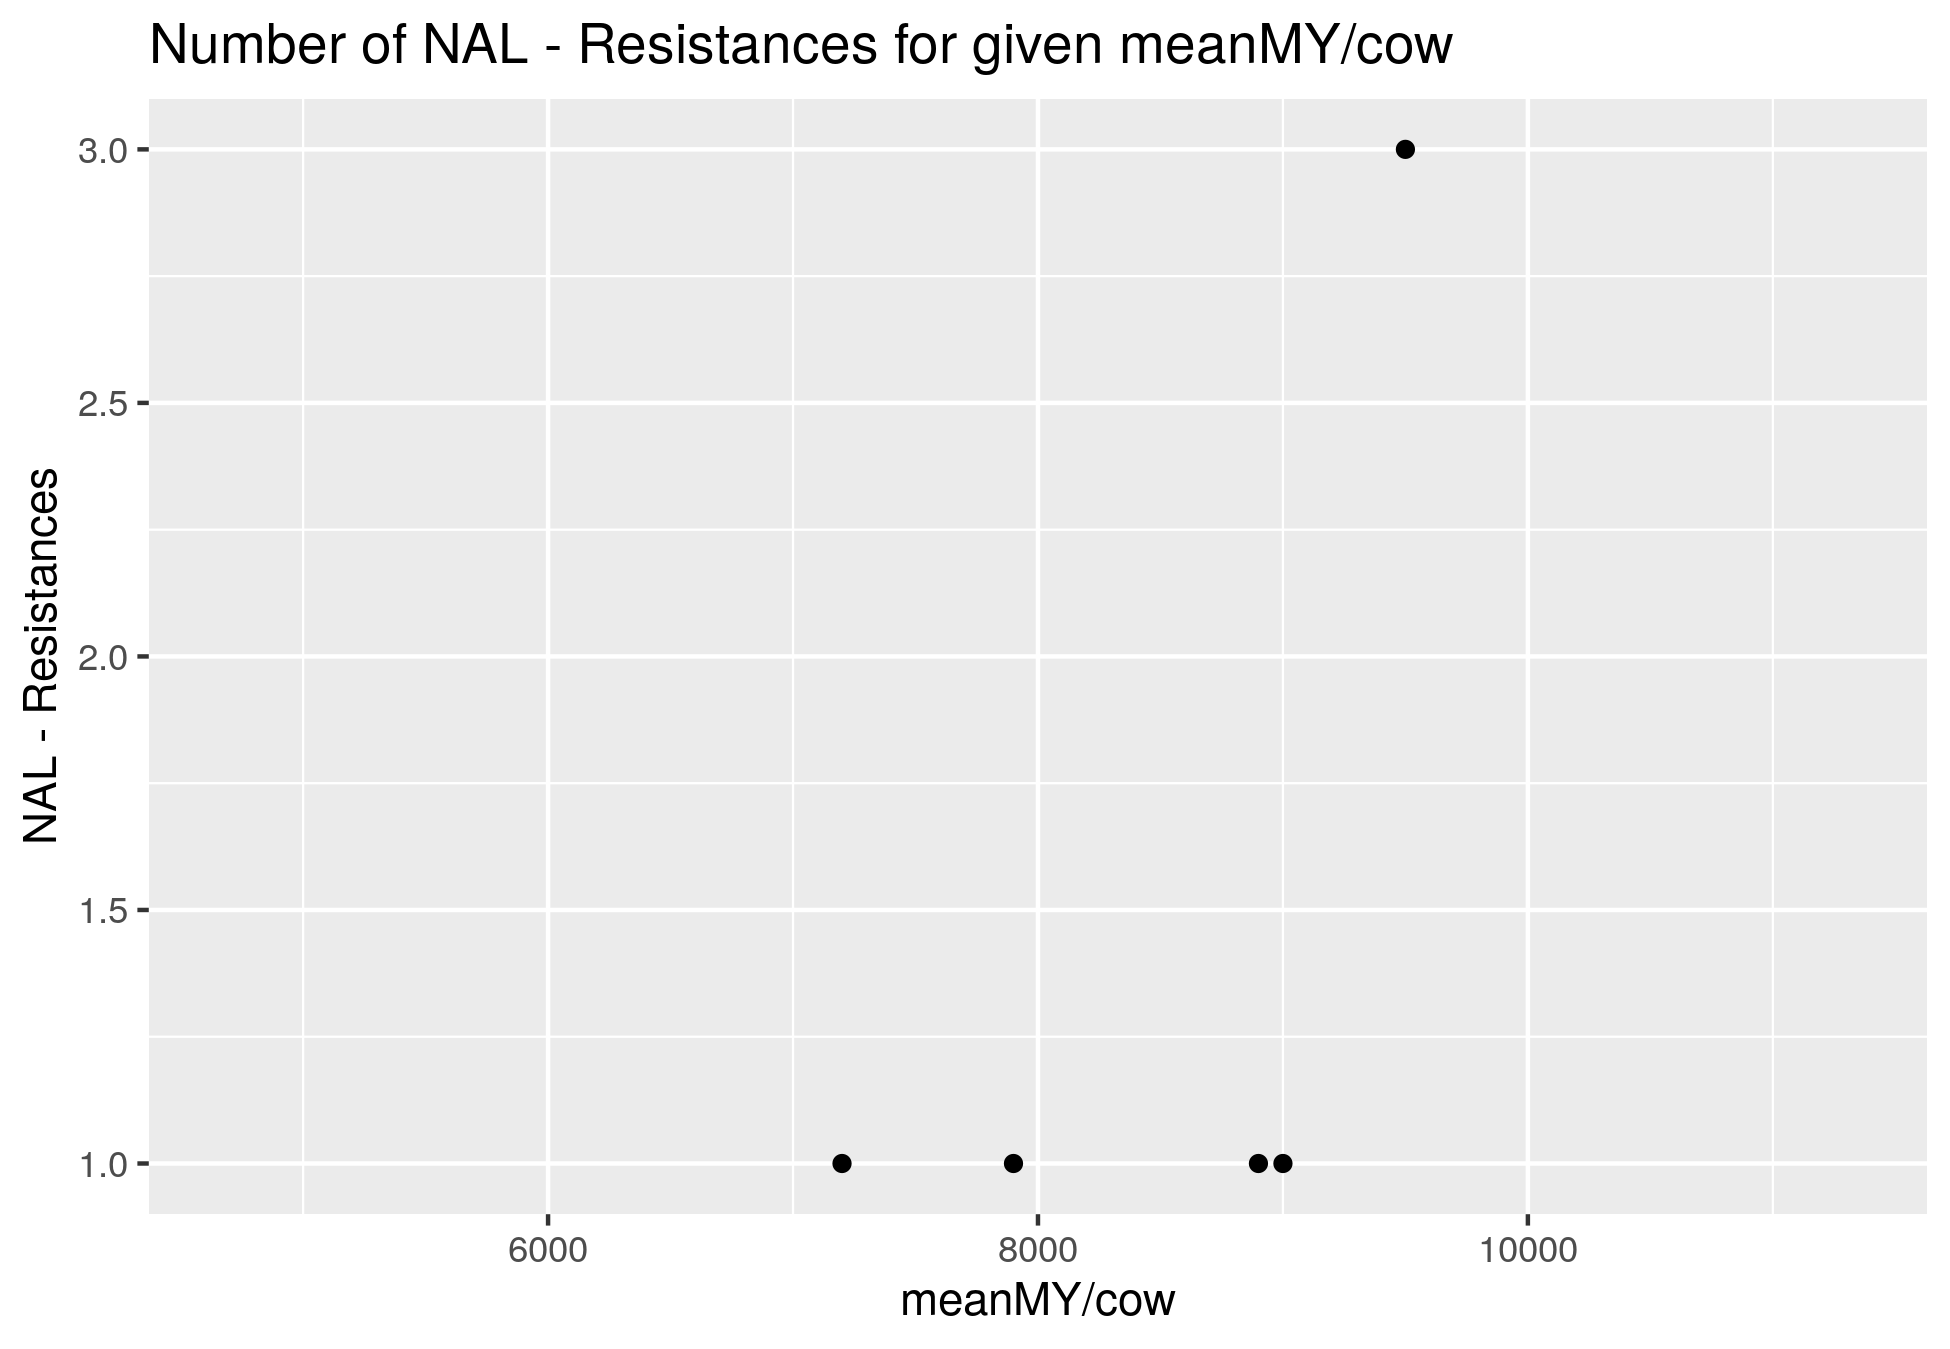 Number of NAL - Resistances for given meanMY/cow
3.0
2.5
2.0
1.5
1.0
NAL - Resistances
6000 8000 10000
meanMY/cow